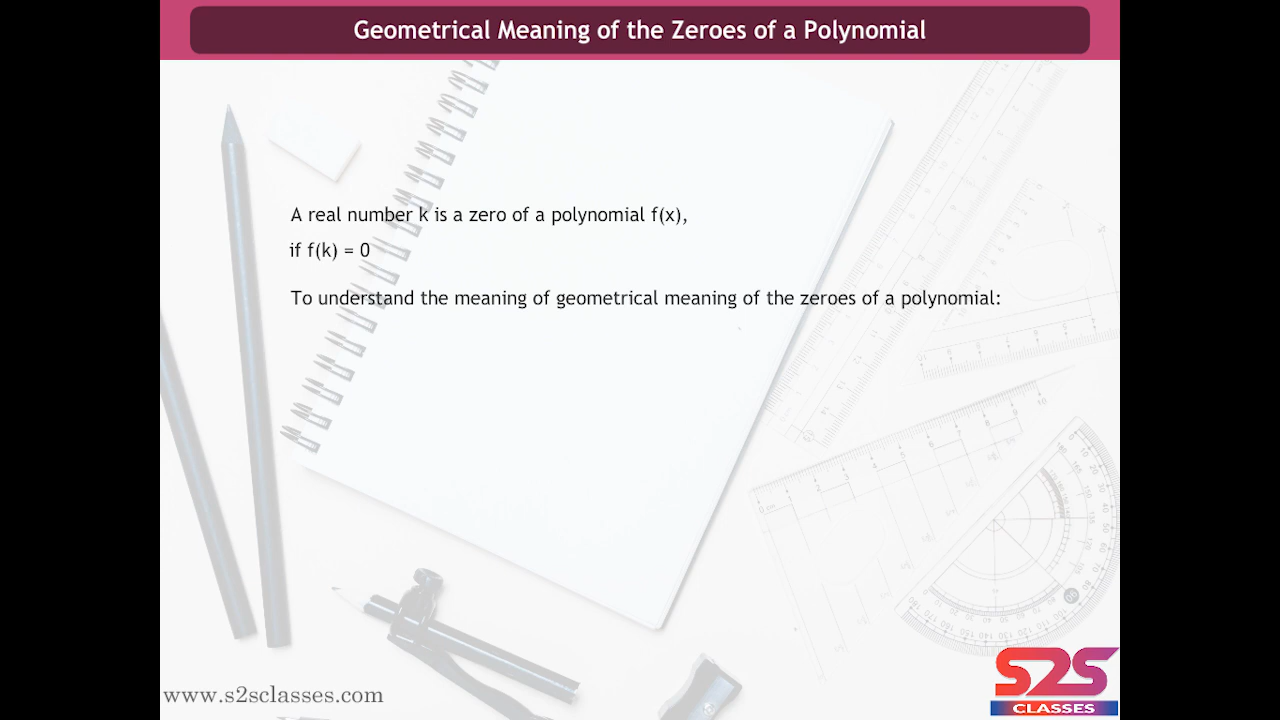 Geometrical Meaning of the Zeroes of a Polynomial
A real number k is a zero of a polynomial f(x),
if f(k) = 0
To understand the meaning of geometrical meaning of the zeroes of a polynomial:
www.s2sclasses.com
S2S
CLASSES